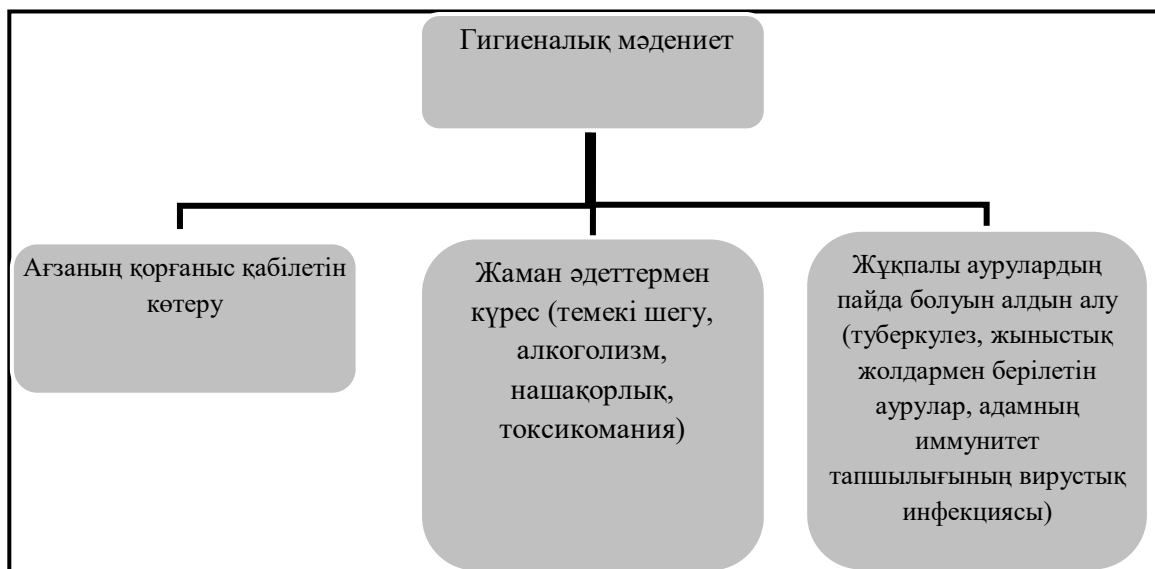 Гигиеналық мәдениет
Ағзаның қорғаныс қабілетін
көтеру
Жаман әдеттермен
күрес (темекі шегу,
алкоголизм,
нашақорлық,
токсикомания)
Жұқпалы аурулардың
пайда болуын алдын алу
(туберкулез, жыныстық
жолдармен берілетін
аурулар, адамның
иммунитет
тапшылығының вирустық
инфекциясы)